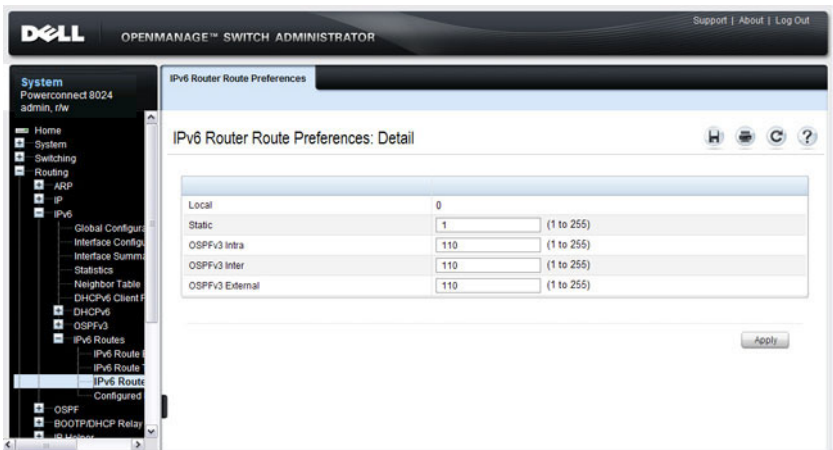 Support | About | Log Out
DELL
OPENMANAGE™ SWITCH ADMINISTRATOR
System
Powerconnect 8024
admin, r/w
IPv6 Router Route Preferences
Home
System
Switching
Routing
ARP
IP
IPv6
Global Configura
Interface Configu
Interface Summa
Statistics
Neighbor Table
DHCPv6 Client
DHCPv6
OSPFv3
IPv6 Routes
IPv6 Route
IPv6 Route
IPv6 Route
Configured
OSPF
BOOTP/DHCP Relay
IP Helper
IPv6 Router Route Preferences: Detail
Local 0
Static 1 (1 to 255)
OSPFv3 Intra 110 (1 to 255)
OSPFv3 Inter 110 (1 to 255)
OSPFv3 External 110 (1 to 255)
Apply